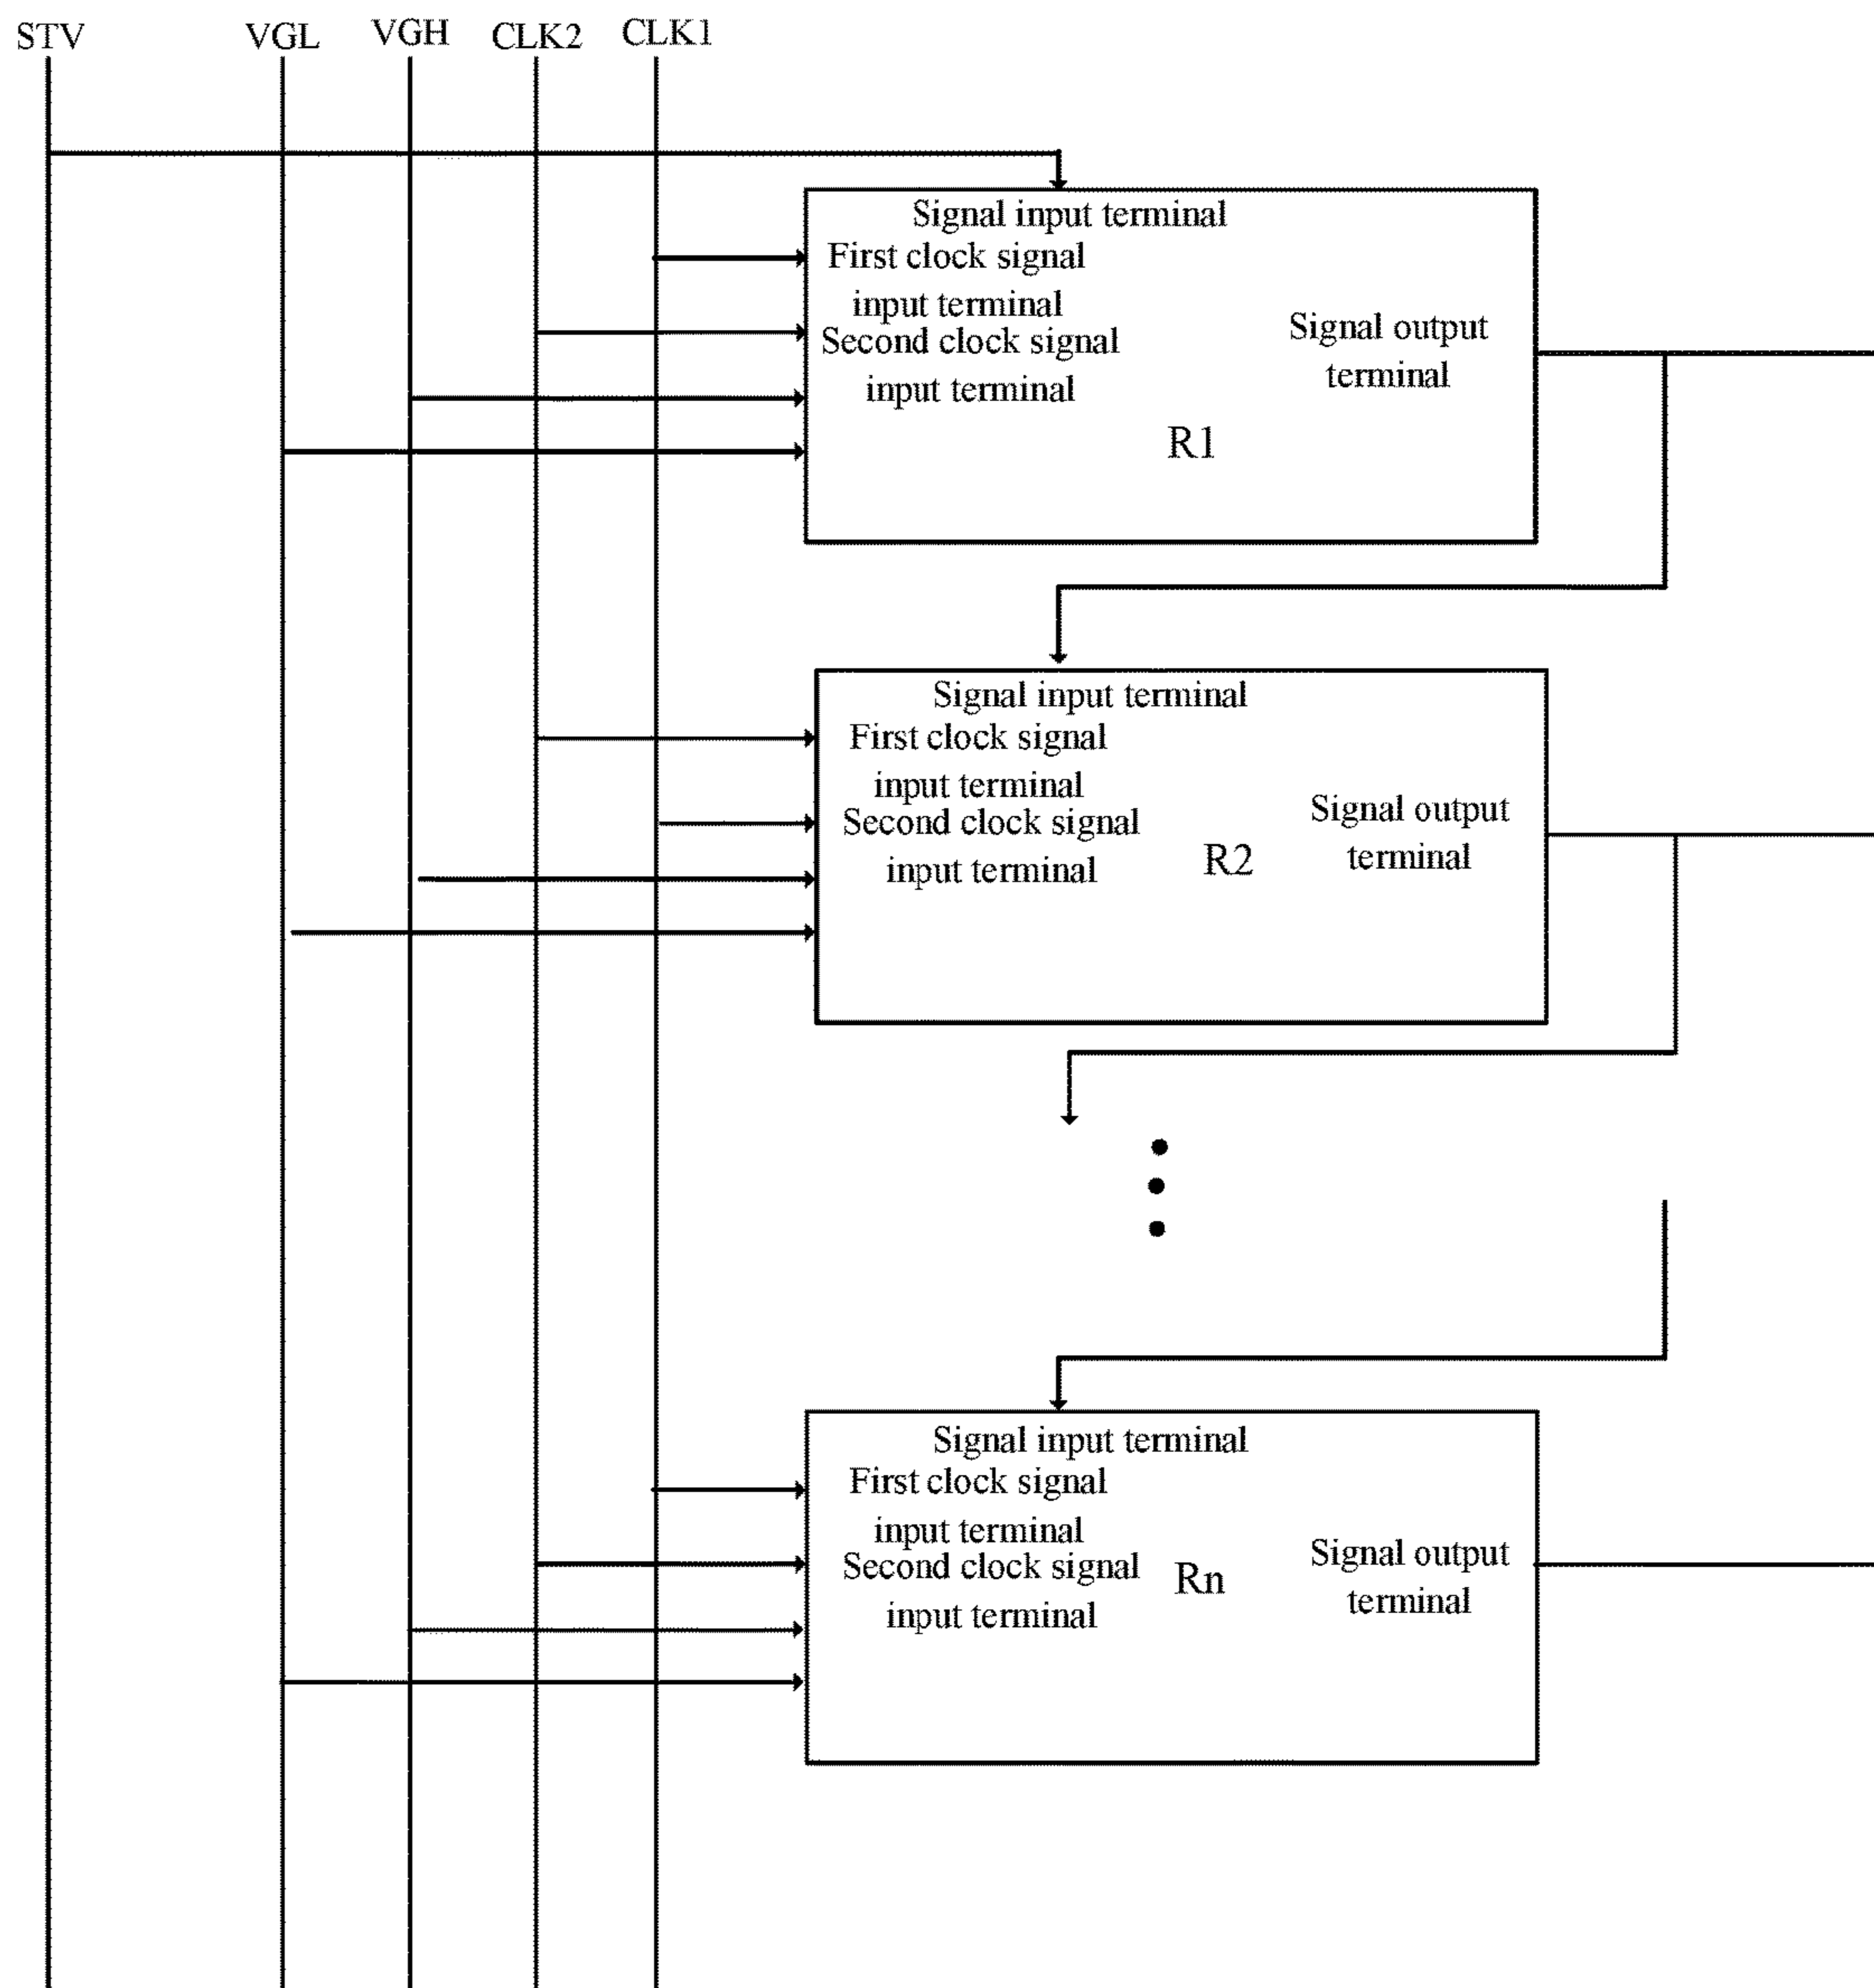 STV VGL VGH CLK2 CLK1
Signal input terminal
First clock signal
input terminal
Second clock signal
input terminal
Signal output
terminal
R1
Signal input terminal
First clock signal
input terminal
Second clock signal
input terminal
R2
Signal output
terminal
Signal input terminal
First clock signal
input terminal
Second clock signal
input terminal
Rn
Signal output
terminal